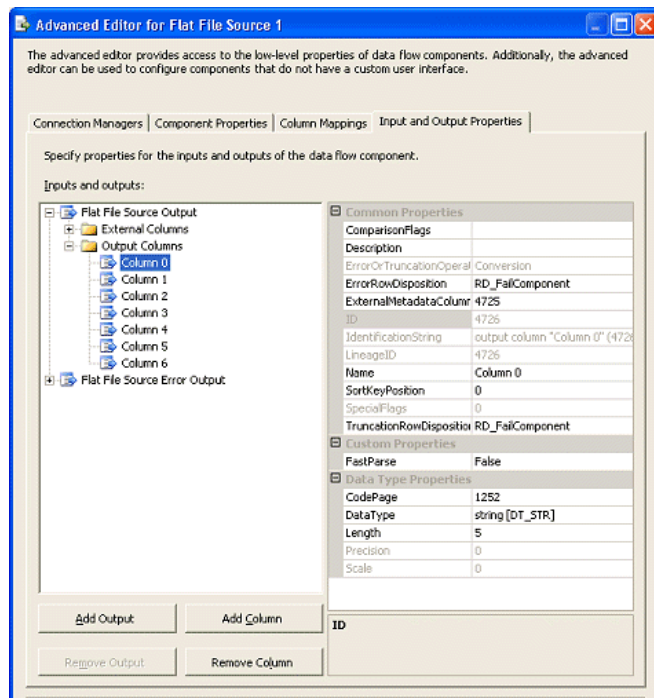 Advanced Editor for Flat File Source 1
The advanced editor provides access to the low-level properties of data flow components. Additionally, the advanced
editor can be used to configure components that do not have a custom user interface.
Connection Managers Component Properties Column Mappings Input and Output Properties
Specify properties for the inputs and outputs of the data flow component.
Inputs and outputs:
Flat File Source Output
External Columns
Output Columns
Column 0
Column 1
Column 2
Column 3
Column 4
Column 5
Column 6
Flat File Source Error Output
Common Properties
ComparisonFlags
Description
ErrorOrTruncationOperat Conversion
ErrorRowDisposition RD_FailComponent
ExternalMetadataColumn 4725
ID 4726
IdentificationString output column "Column 0" (4726
LineageID 4726
Name Column 0
SortKeyPosition 0
SpecialFlags 0
TruncationRowDisposition RD_FailComponent
Custom Properties
FastParse False
Data Type Properties
CodePage 1252
DataType string [DT_STR]
Length 5
Precision 0
Scale 0
Add Output Add Column
Remove Output Remove Column
ID